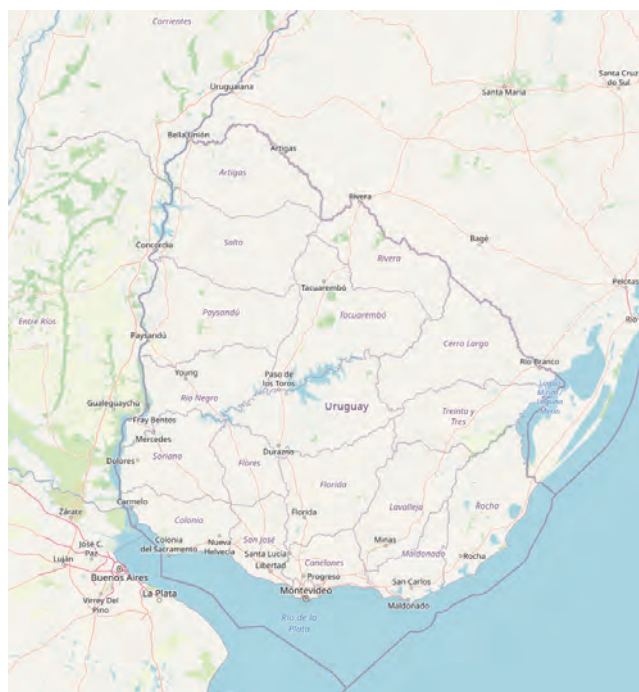 Corrientes
Santa Cruz
do Sul
Uruguaiana
Santa Maria
Bella Unión
Artigas
Artigas
Rivera
Salto
Concordia
Rivera
Bagé
Tacuarembó
Pelotas
Paysandú
Tacuarembó
Entre Ríos
Rio
Paysandú
Cerro Largo
Río Branco
Young
Paso de
los Toros
Río Negro
Gualeguaychú
Uruguay
Treinta y
Tres
Fray Bentos
Mercedes
Durazno
Dolores
Soriano
Flores
Florida
Lavalleja
Rocha
Carmelo
Zárate
Colonia
Florida
José C.
Paz
Colonia
del Sacramento
Nueva
Helvecia
San José
Minas
Luján
Santa Lucía
Libertad
Canelones
Maldonado
Rocha
Buenos Aires
Progreso
San Carlos
Virrey Del
Pino
La Plata
Montevideo
Maldonado
Río de la
Plata